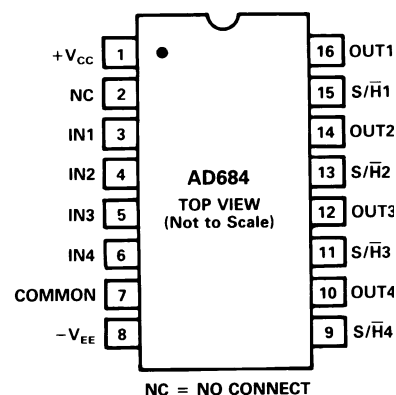 +VCC 1 16 OUT1
NC 2 15 S/H̅1
IN1 3 14 OUT2
IN2 4 13 S/H̅2
AD684
IN3 5 TOP VIEW 12 OUT3
(Not to Scale)
IN4 6 11 S/H̅3
COMMON 7 10 OUT4
−VEE 8 9 S/H̅4
NC = NO CONNECT